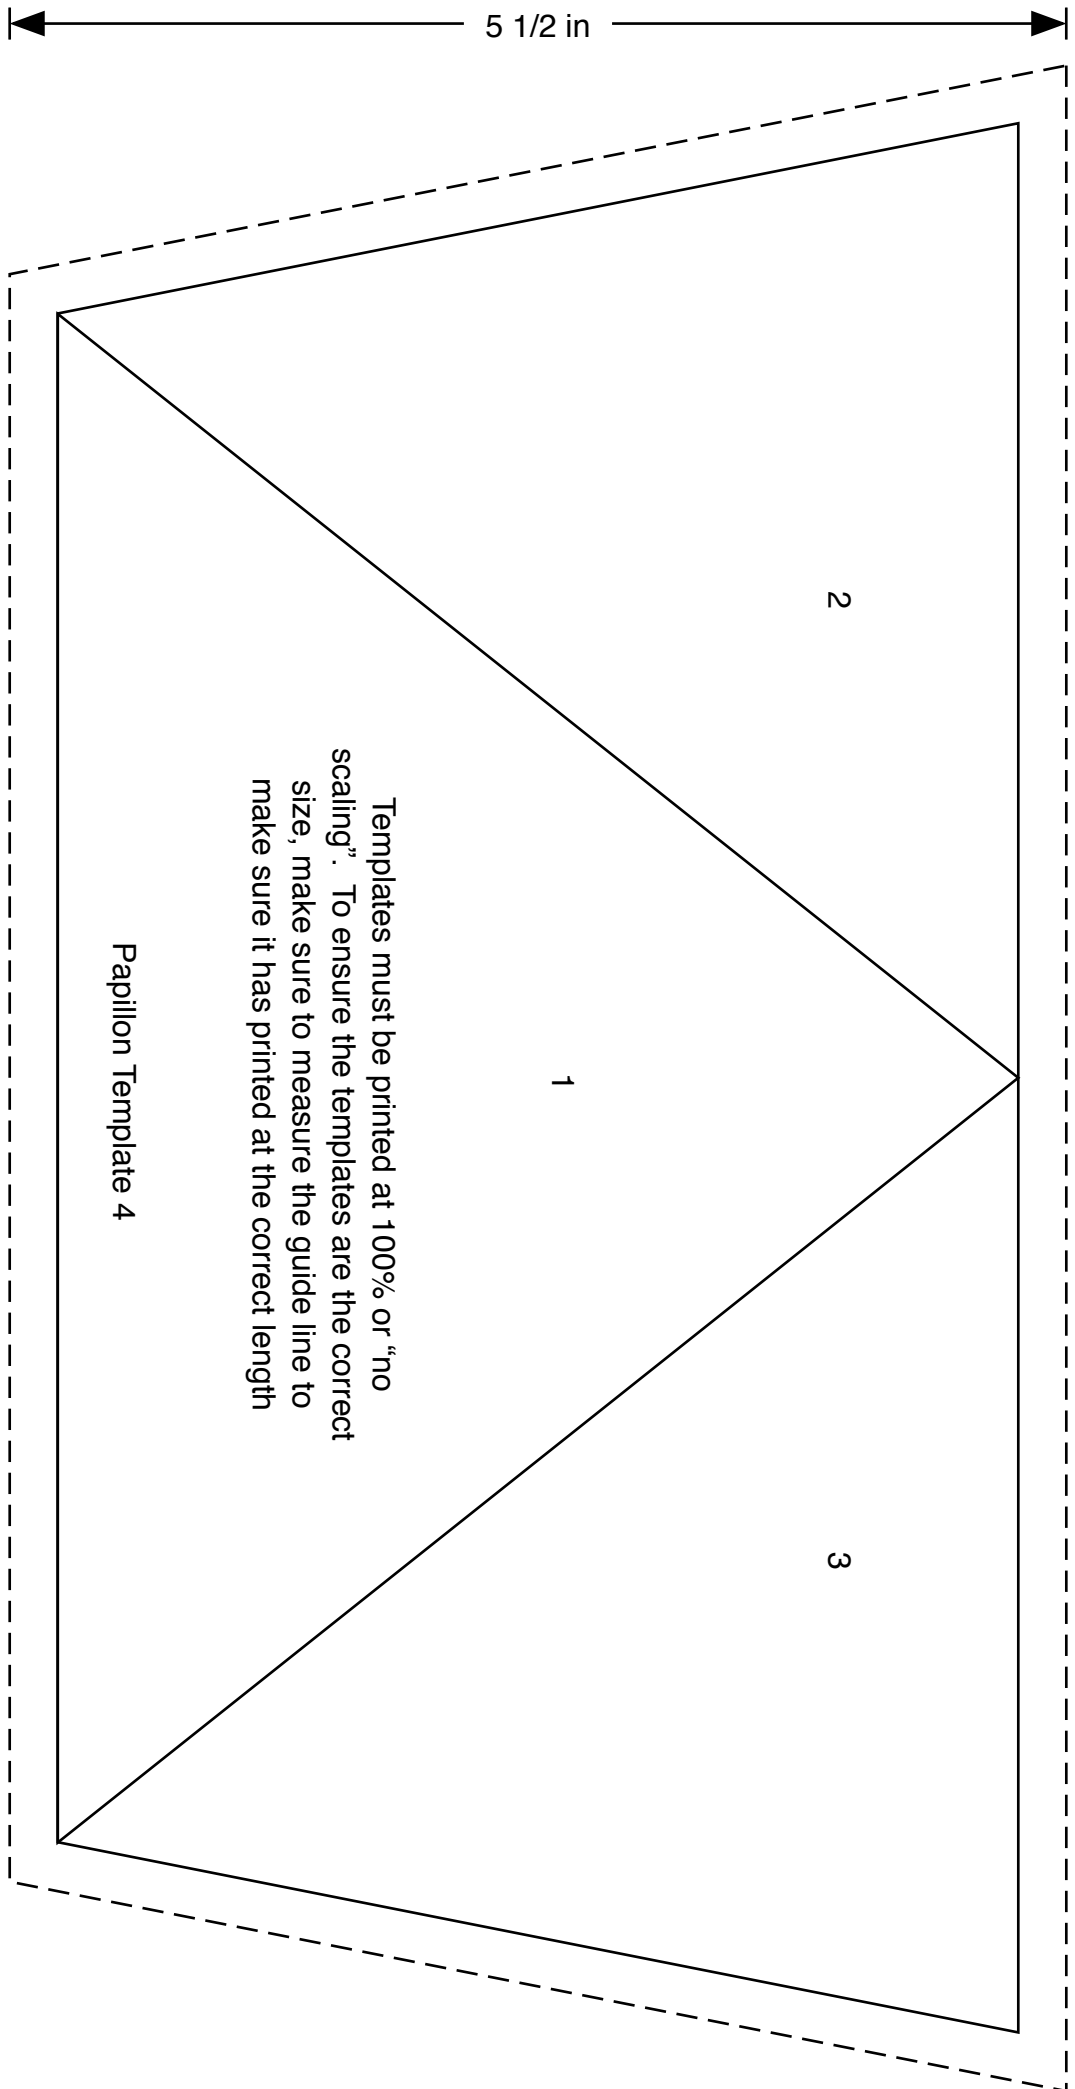 5 1/2 in
2
1
3
Templates must be printed at 100% or “no
scaling”.  To ensure the templates are the correct
size, make sure to measure the guide line to
make sure it has printed at the correct length
Papillon Template 4